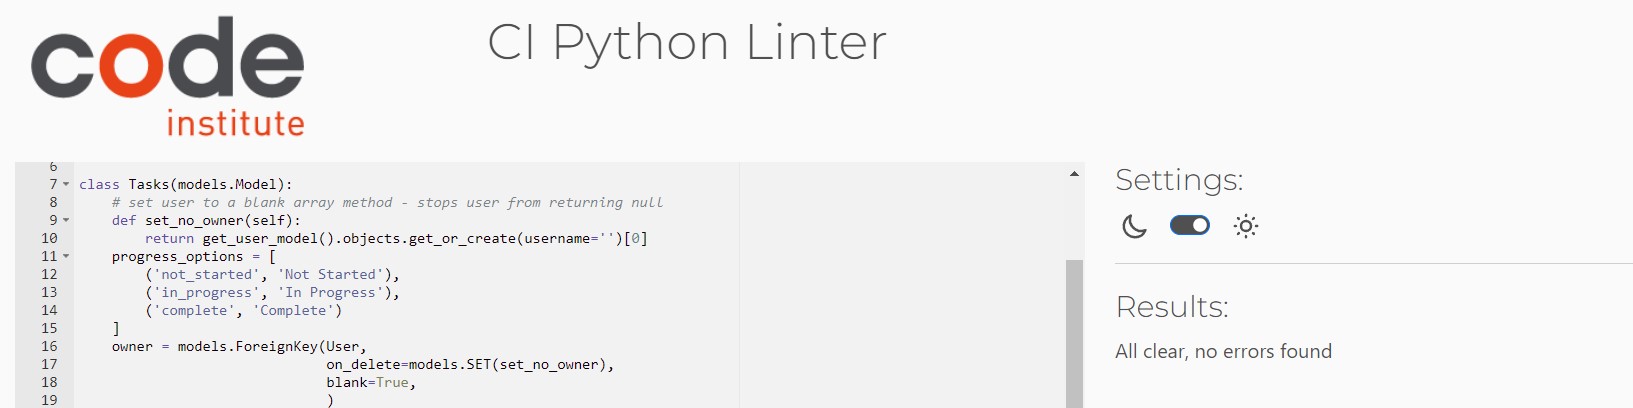 code
institute
CI Python Linter
6
7 class Tasks(models.Model):
8 # set user to a blank array method - stops user from returning null
9 def set_no_owner(self):
10 return get_user_model().objects.get_or_create(username='')[0]
11 progress_options = [
12 ('not_started', 'Not Started'),
13 ('in_progress', 'In Progress'),
14 ('complete', 'Complete')
15 ]
16 owner = models.ForeignKey(User,
17 on_delete=models.SET(set_no_owner),
18 blank=True,
19 )
Settings:
Results:
All clear, no errors found